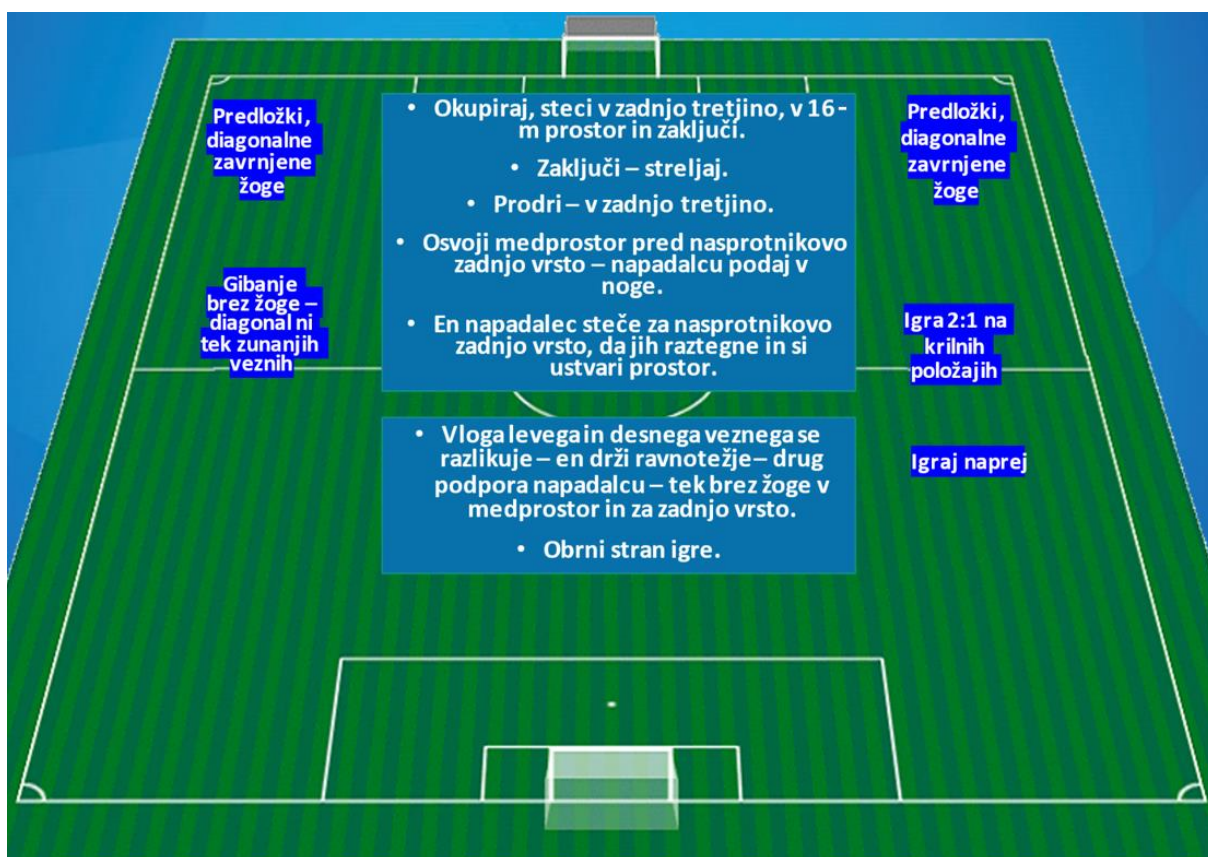 Predložki,
diagonalne
zavrnjene
žoge
• Okupiraj, steci v zadnjo tretjino, v 16-
m prostor in zaključi.
• Zaključi – streljaj.
• Prodri – v zadnjo tretjino.
• Osvoji medprostor pred nasprotnikovo
zadnjo vrsto – napadalcu podaj v
noge.
• En napadalec steče za nasprotnikovo
zadnjo vrsto, da jih raztegne in si
ustvari prostor.
Predložki,
diagonalne
zavrnjene
žoge
Gibanje
brez žoge –
diagonalni
tek zunanjih
veznih
Igra 2:1 na
krilnih
položajih
• Vloga levega in desnega veznega se
razlikuje – en drži ravnotežje – drug
podpora napadalcu – tek brez žoge v
medprostor in za zadnjo vrsto.
• Obrni stran igre.
Igraj naprej